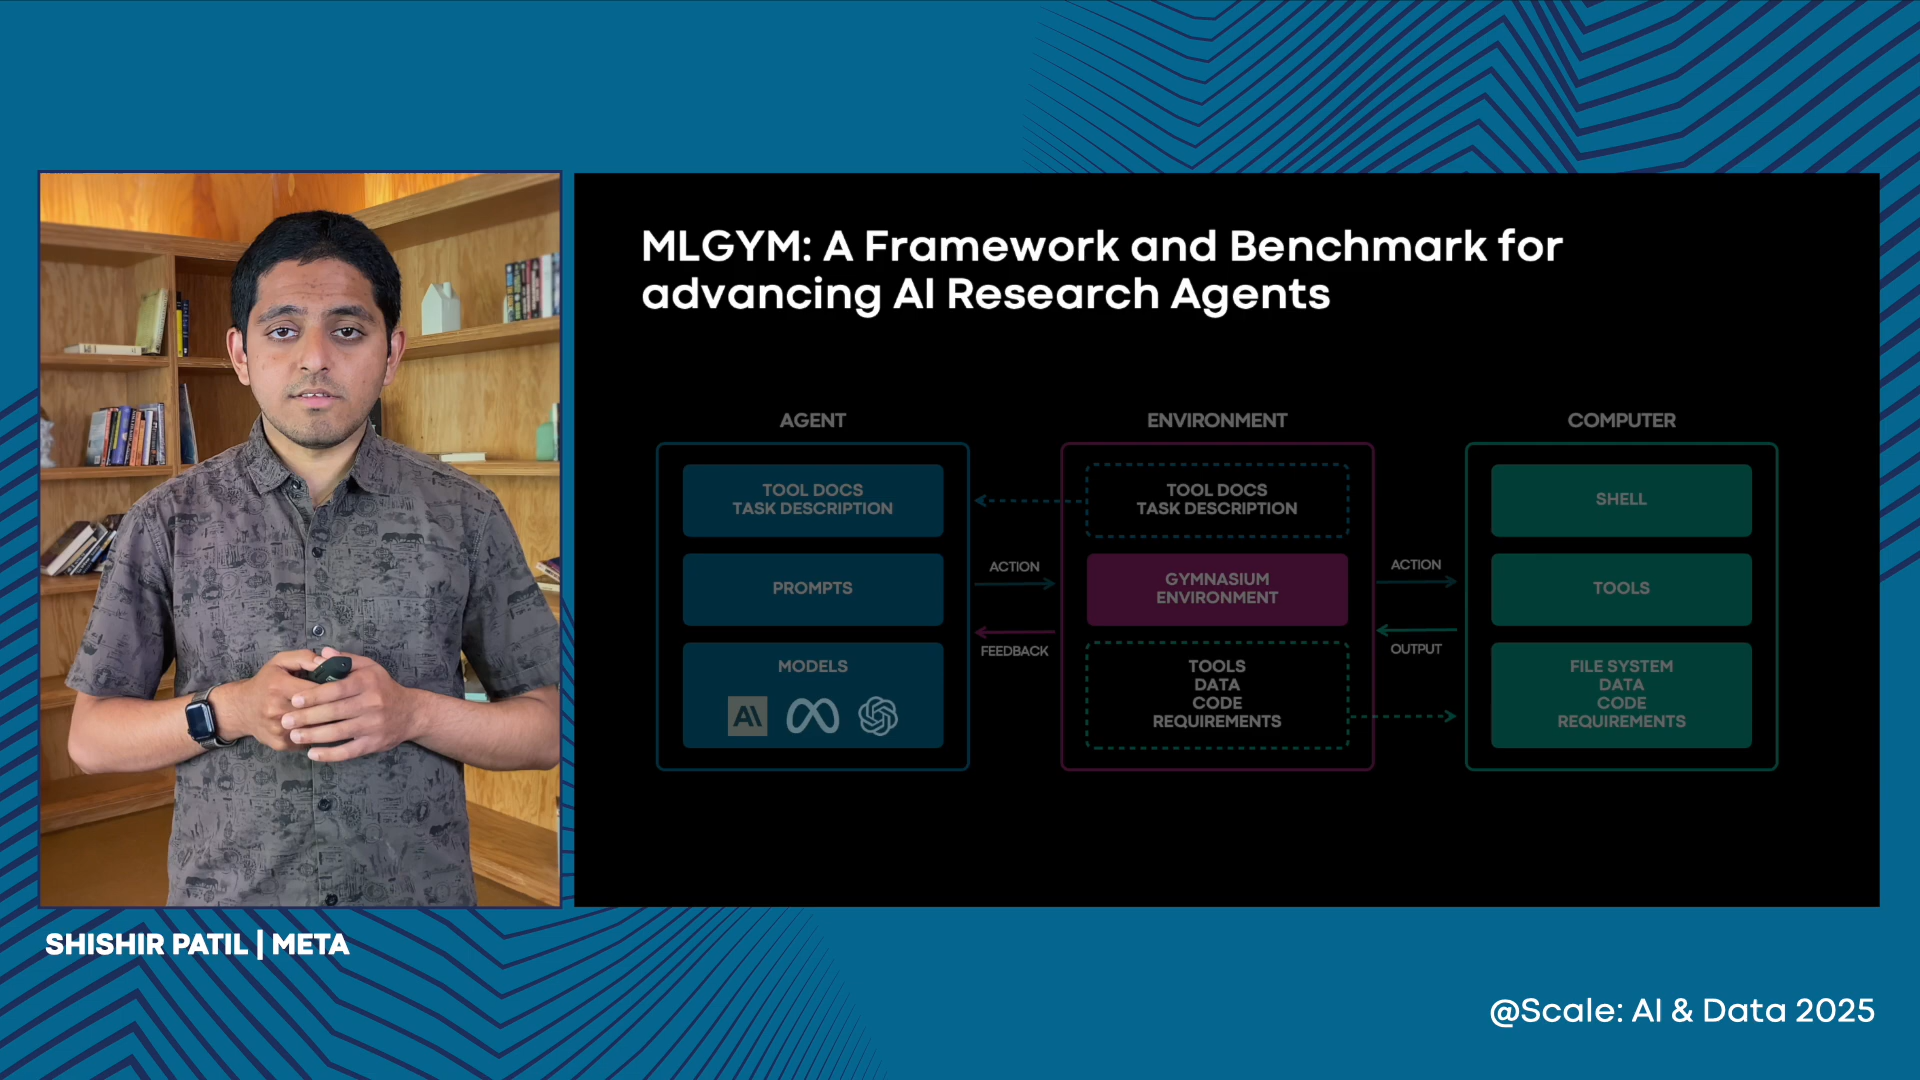 MLGYM: A Framework and Benchmark for
advancing AI Research Agents
AGENT
TOOL DOCS
TASK DESCRIPTION
PROMPTS
MODELS
AI
ACTION
FEEDBACK
ENVIRONMENT
TOOL DOCS
TASK DESCRIPTION
GYMNASIUM
ENVIRONMENT
TOOLS
DATA
CODE
REQUIREMENTS
ACTION
OUTPUT
COMPUTER
SHELL
TOOLS
FILE SYSTEM
DATA
CODE
REQUIREMENTS
SHISHIR PATIL | META
@Scale: AI & Data 2025